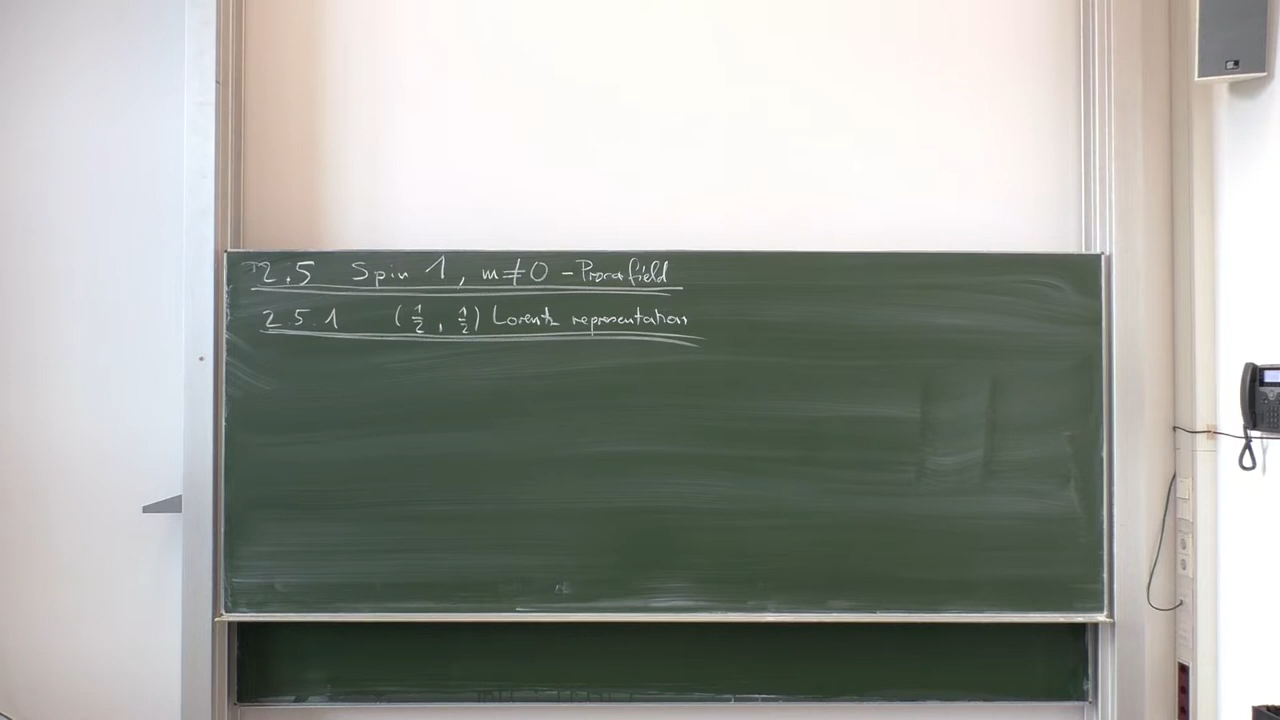 2.5 Spin 1, m≠0 - Proca field
2.5.1 (1/2, 1/2) Lorentz representation